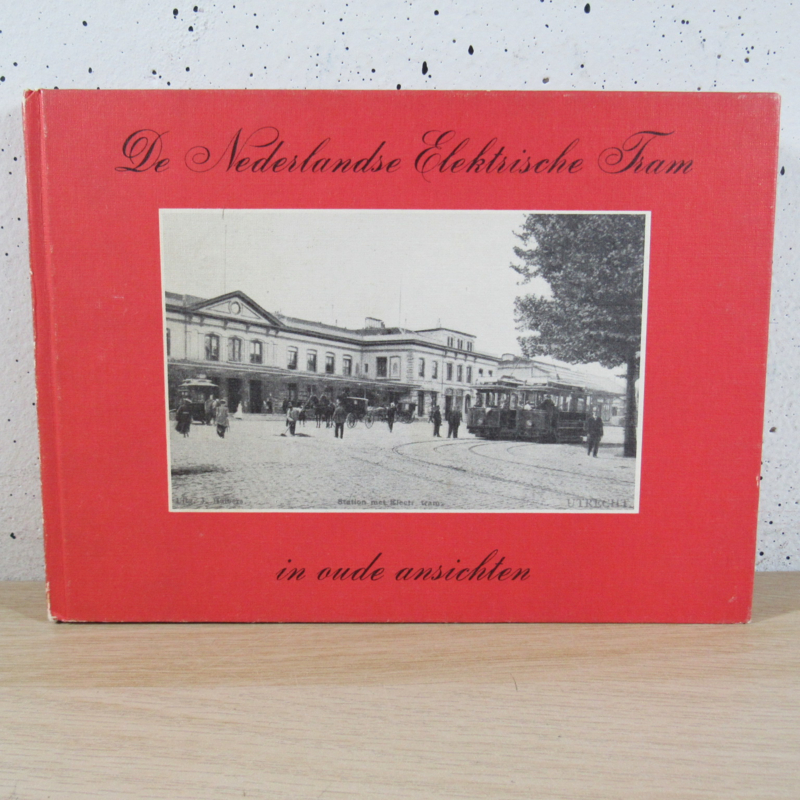 De Nederlandse Elektrische Tram
Station met Electr. tram.
UTRECHT
in oude ansichten